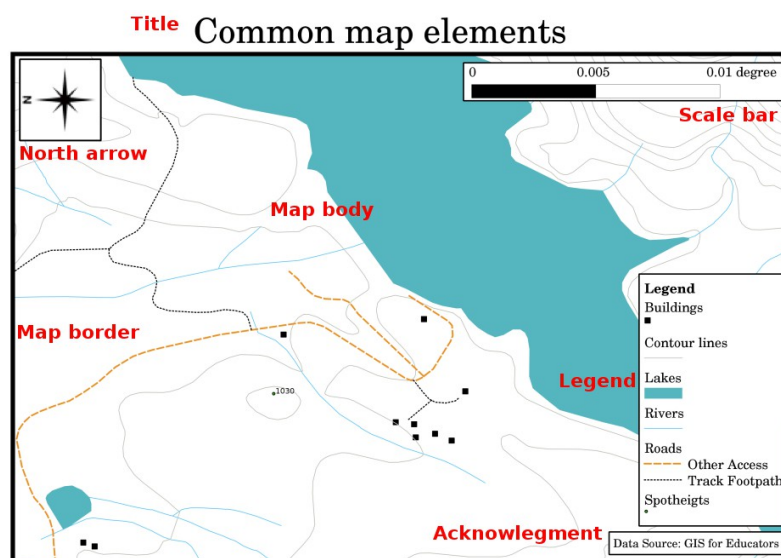 Title Common map elements
0 0.005 0.01 degree
Scale bar
N
North arrow
Map body
Map border
1030
Legend
Legend
Buildings
Contour lines
Lakes
Rivers
Roads
Other Access
Track Footpath
Spotheigts
Acknowlegment
Data Source: GIS for Educators